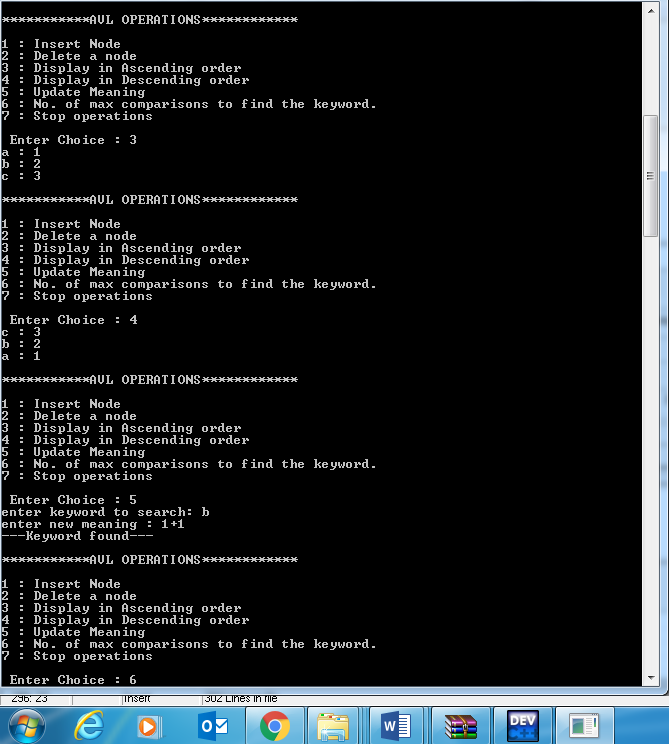 ***********AVL OPERATIONS************
1 : Insert Node
2 : Delete a node
3 : Display in Ascending order
4 : Display in Descending order
5 : Update Meaning
6 : No. of max comparisons to find the keyword.
7 : Stop operations
Enter Choice : 3
a : 1
b : 2
c : 3
***********AVL OPERATIONS************
1 : Insert Node
2 : Delete a node
3 : Display in Ascending order
4 : Display in Descending order
5 : Update Meaning
6 : No. of max comparisons to find the keyword.
7 : Stop operations
Enter Choice : 4
c : 3
b : 2
a : 1
***********AVL OPERATIONS************
1 : Insert Node
2 : Delete a node
3 : Display in Ascending order
4 : Display in Descending order
5 : Update Meaning
6 : No. of max comparisons to find the keyword.
7 : Stop operations
Enter Choice : 5
enter keyword to search: b
enter new meaning : 1+1
---Keyword found---
***********AVL OPERATIONS************
1 : Insert Node
2 : Delete a node
3 : Display in Ascending order
4 : Display in Descending order
5 : Update Meaning
6 : No. of max comparisons to find the keyword.
7 : Stop operations
Enter Choice : 6
296: 23 Insert 302 Lines in file
DEV
C++